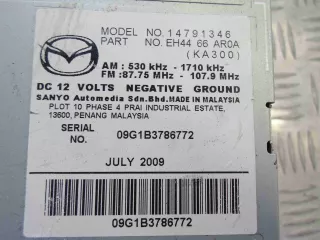 MODEL NO.14791346
PART NO.EH44 66 AR0A
(KA300)
AM : 530 kHz - 1710 kHz
FM : 87.75 MHz - 107.9 MHz
DC 12 VOLTS NEGATIVE GROUND
SANYO Automedia Sdn.Bhd.MADE IN MALAYSIA
PLOT 10 PHASE 4 PRAI INDUSTRIAL ESTATE,
13600, PENANG MALAYSIA
SERIAL NO. 09G1B3786772
JULY 2009
09G1B3786772